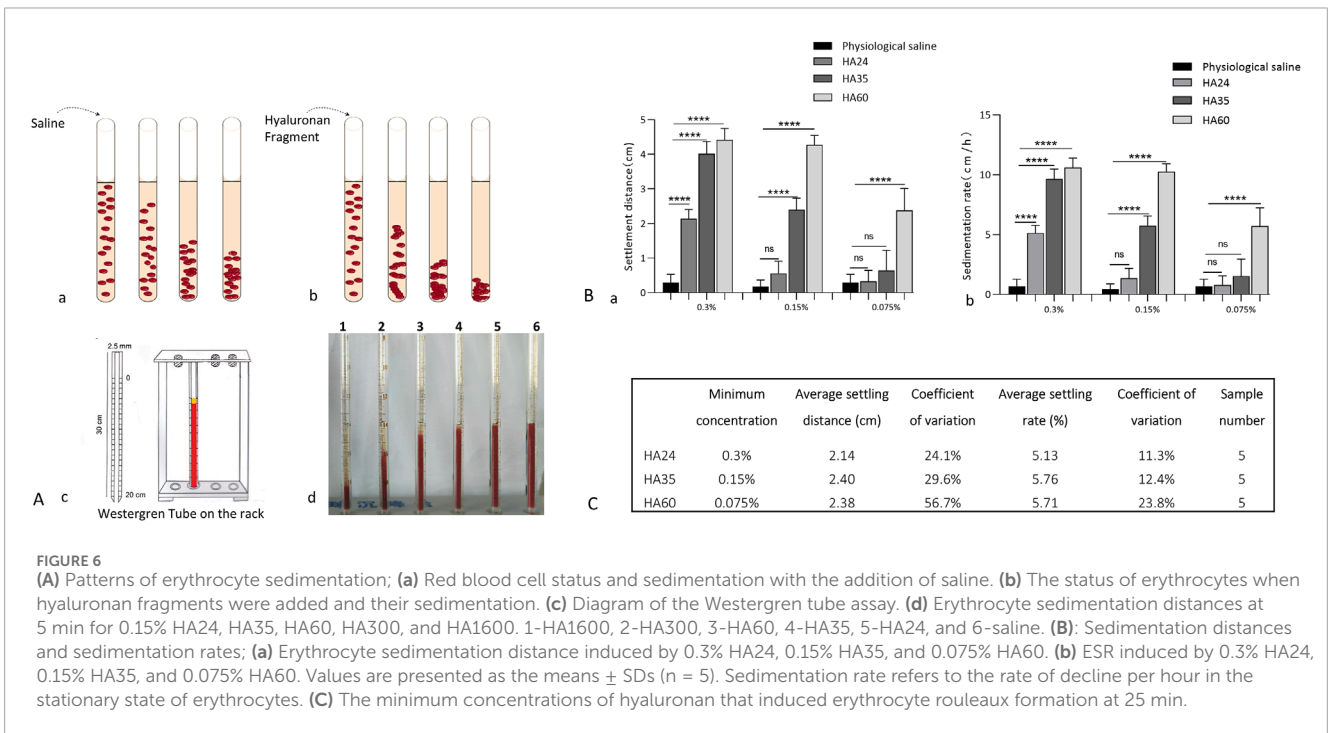 Saline
Hyaluronan
Fragment
a
b
2.5 mm
0
30 cm
20 cm
A
c
Westergren Tube on the rack
1 2 3 4 5 6
d
Physiological saline
HA24
HA35
HA60
Settlement distance(cm)
5
4
3
2
1
0
**** **** ****
ns **** ****
ns ns ****
0.3% 0.15% 0.075%
B
a
Physiological saline
HA24
HA35
HA60
Sedimentation rate( c m / h )
15
10
5
0
**** **** ****
ns **** ****
ns ns ****
0.3% 0.15% 0.075%
b
Minimum Average settling Coefficient Average settling Coefficient of Sample
concentration distance (cm) of variation rate (%) variation number
HA24 0.3% 2.14 24.1% 5.13 11.3% 5
HA35 0.15% 2.40 29.6% 5.76 12.4% 5
HA60 0.075% 2.38 56.7% 5.71 23.8% 5
C
FIGURE 6
(A) Patterns of erythrocyte sedimentation; (a) Red blood cell status and sedimentation with the addition of saline. (b) The status of erythrocytes when
hyaluronan fragments were added and their sedimentation. (c) Diagram of the Westergren tube assay. (d) Erythrocyte sedimentation distances at
5 min for 0.15% HA24, HA35, HA60, HA300, and HA1600. 1-HA1600, 2-HA300, 3-HA60, 4-HA35, 5-HA24, and 6-saline. (B): Sedimentation distances
and sedimentation rates; (a) Erythrocyte sedimentation distance induced by 0.3% HA24, 0.15% HA35, and 0.075% HA60. (b) ESR induced by 0.3% HA24,
0.15% HA35, and 0.075% HA60. Values are presented as the means ± SDs (n = 5). Sedimentation rate refers to the rate of decline per hour in the
stationary state of erythrocytes. (C) The minimum concentrations of hyaluronan that induced erythrocyte rouleaux formation at 25 min.